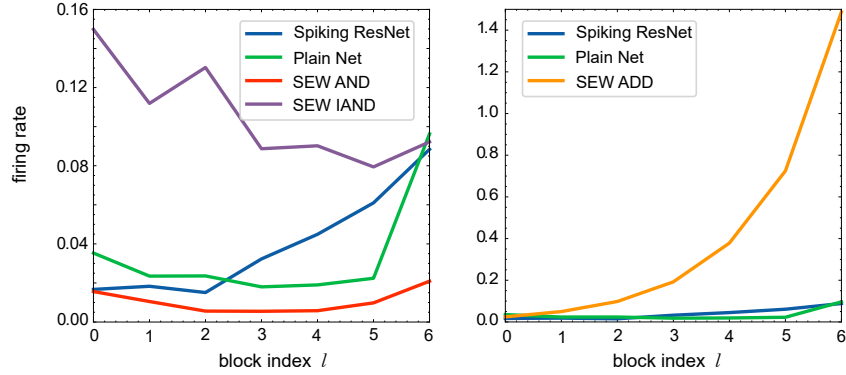 0.16
0.12
0.08
0.04
0.00
firing rate
Spiking ResNet
Plain Net
SEW AND
SEW IAND
0 1 2 3 4 5 6
block index l
1.4
1.2
1.0
0.8
0.6
0.4
0.2
0.0
Spiking ResNet
Plain Net
SEW ADD
0 1 2 3 4 5 6
block index l